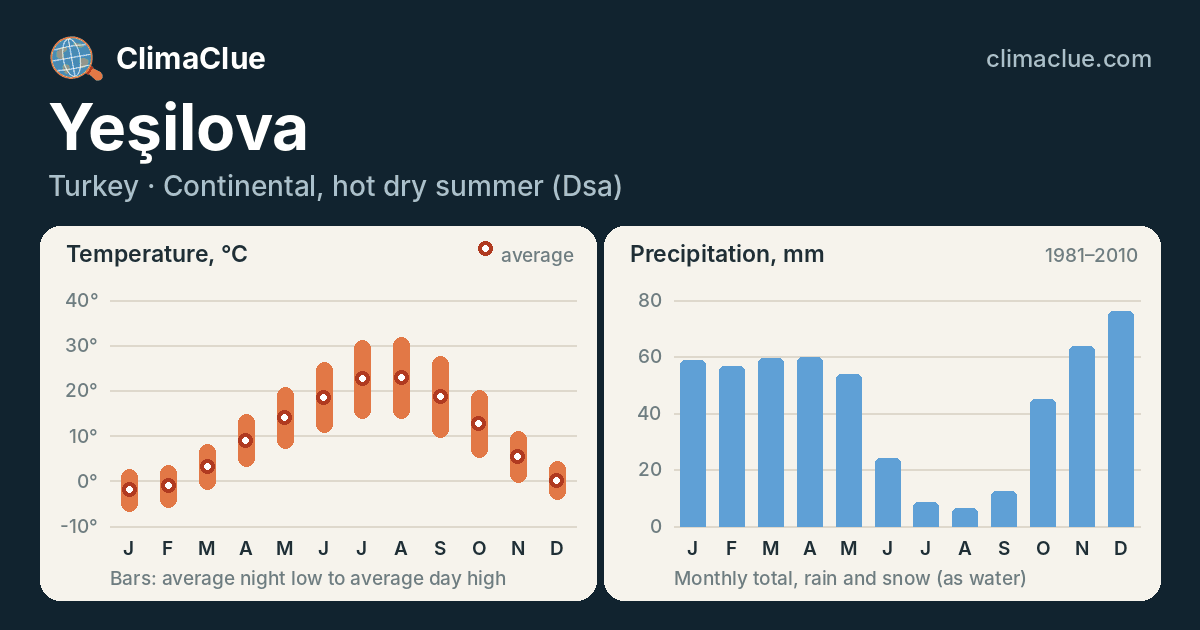 ClimaClue
climaclue.com
Yeşilova
Turkey · Continental, hot dry summer (Dsa)
Temperature, °C
average
40°
30°
20°
10°
0°
-10°
J F M A M J J A S O N D
Bars: average night low to average day high
Precipitation, mm
1981–2010
80
60
40
20
0
J F M A M J J A S O N D
Monthly total, rain and snow (as water)